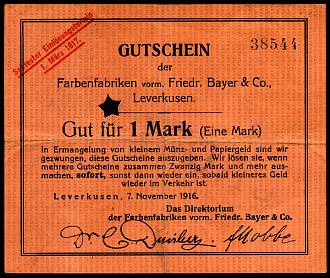 Spätester Einlösungstermin
1. März 1917.
GUTSCHEIN
38544
der
Farbenfabriken vorm. Friedr. Bayer & Co.,
Leverkusen.
Gut für 1 Mark (Eine Mark)
In Ermangelung von kleinem Münz- und Papiergeld sind wir
gezwungen, diese Gutscheine auszugeben. Wir lösen sie, wenn
mehrere Gutscheine zusammen Zwanzig Mark und mehr aus-
machen, sofort, sonst dann wieder ein, sobald kleineres Geld
wieder im Verkehr ist.
Leverkusen, 7. November 1916.
Das Direktorium
der Farbenfabriken vorm. Friedr. Bayer & Co.